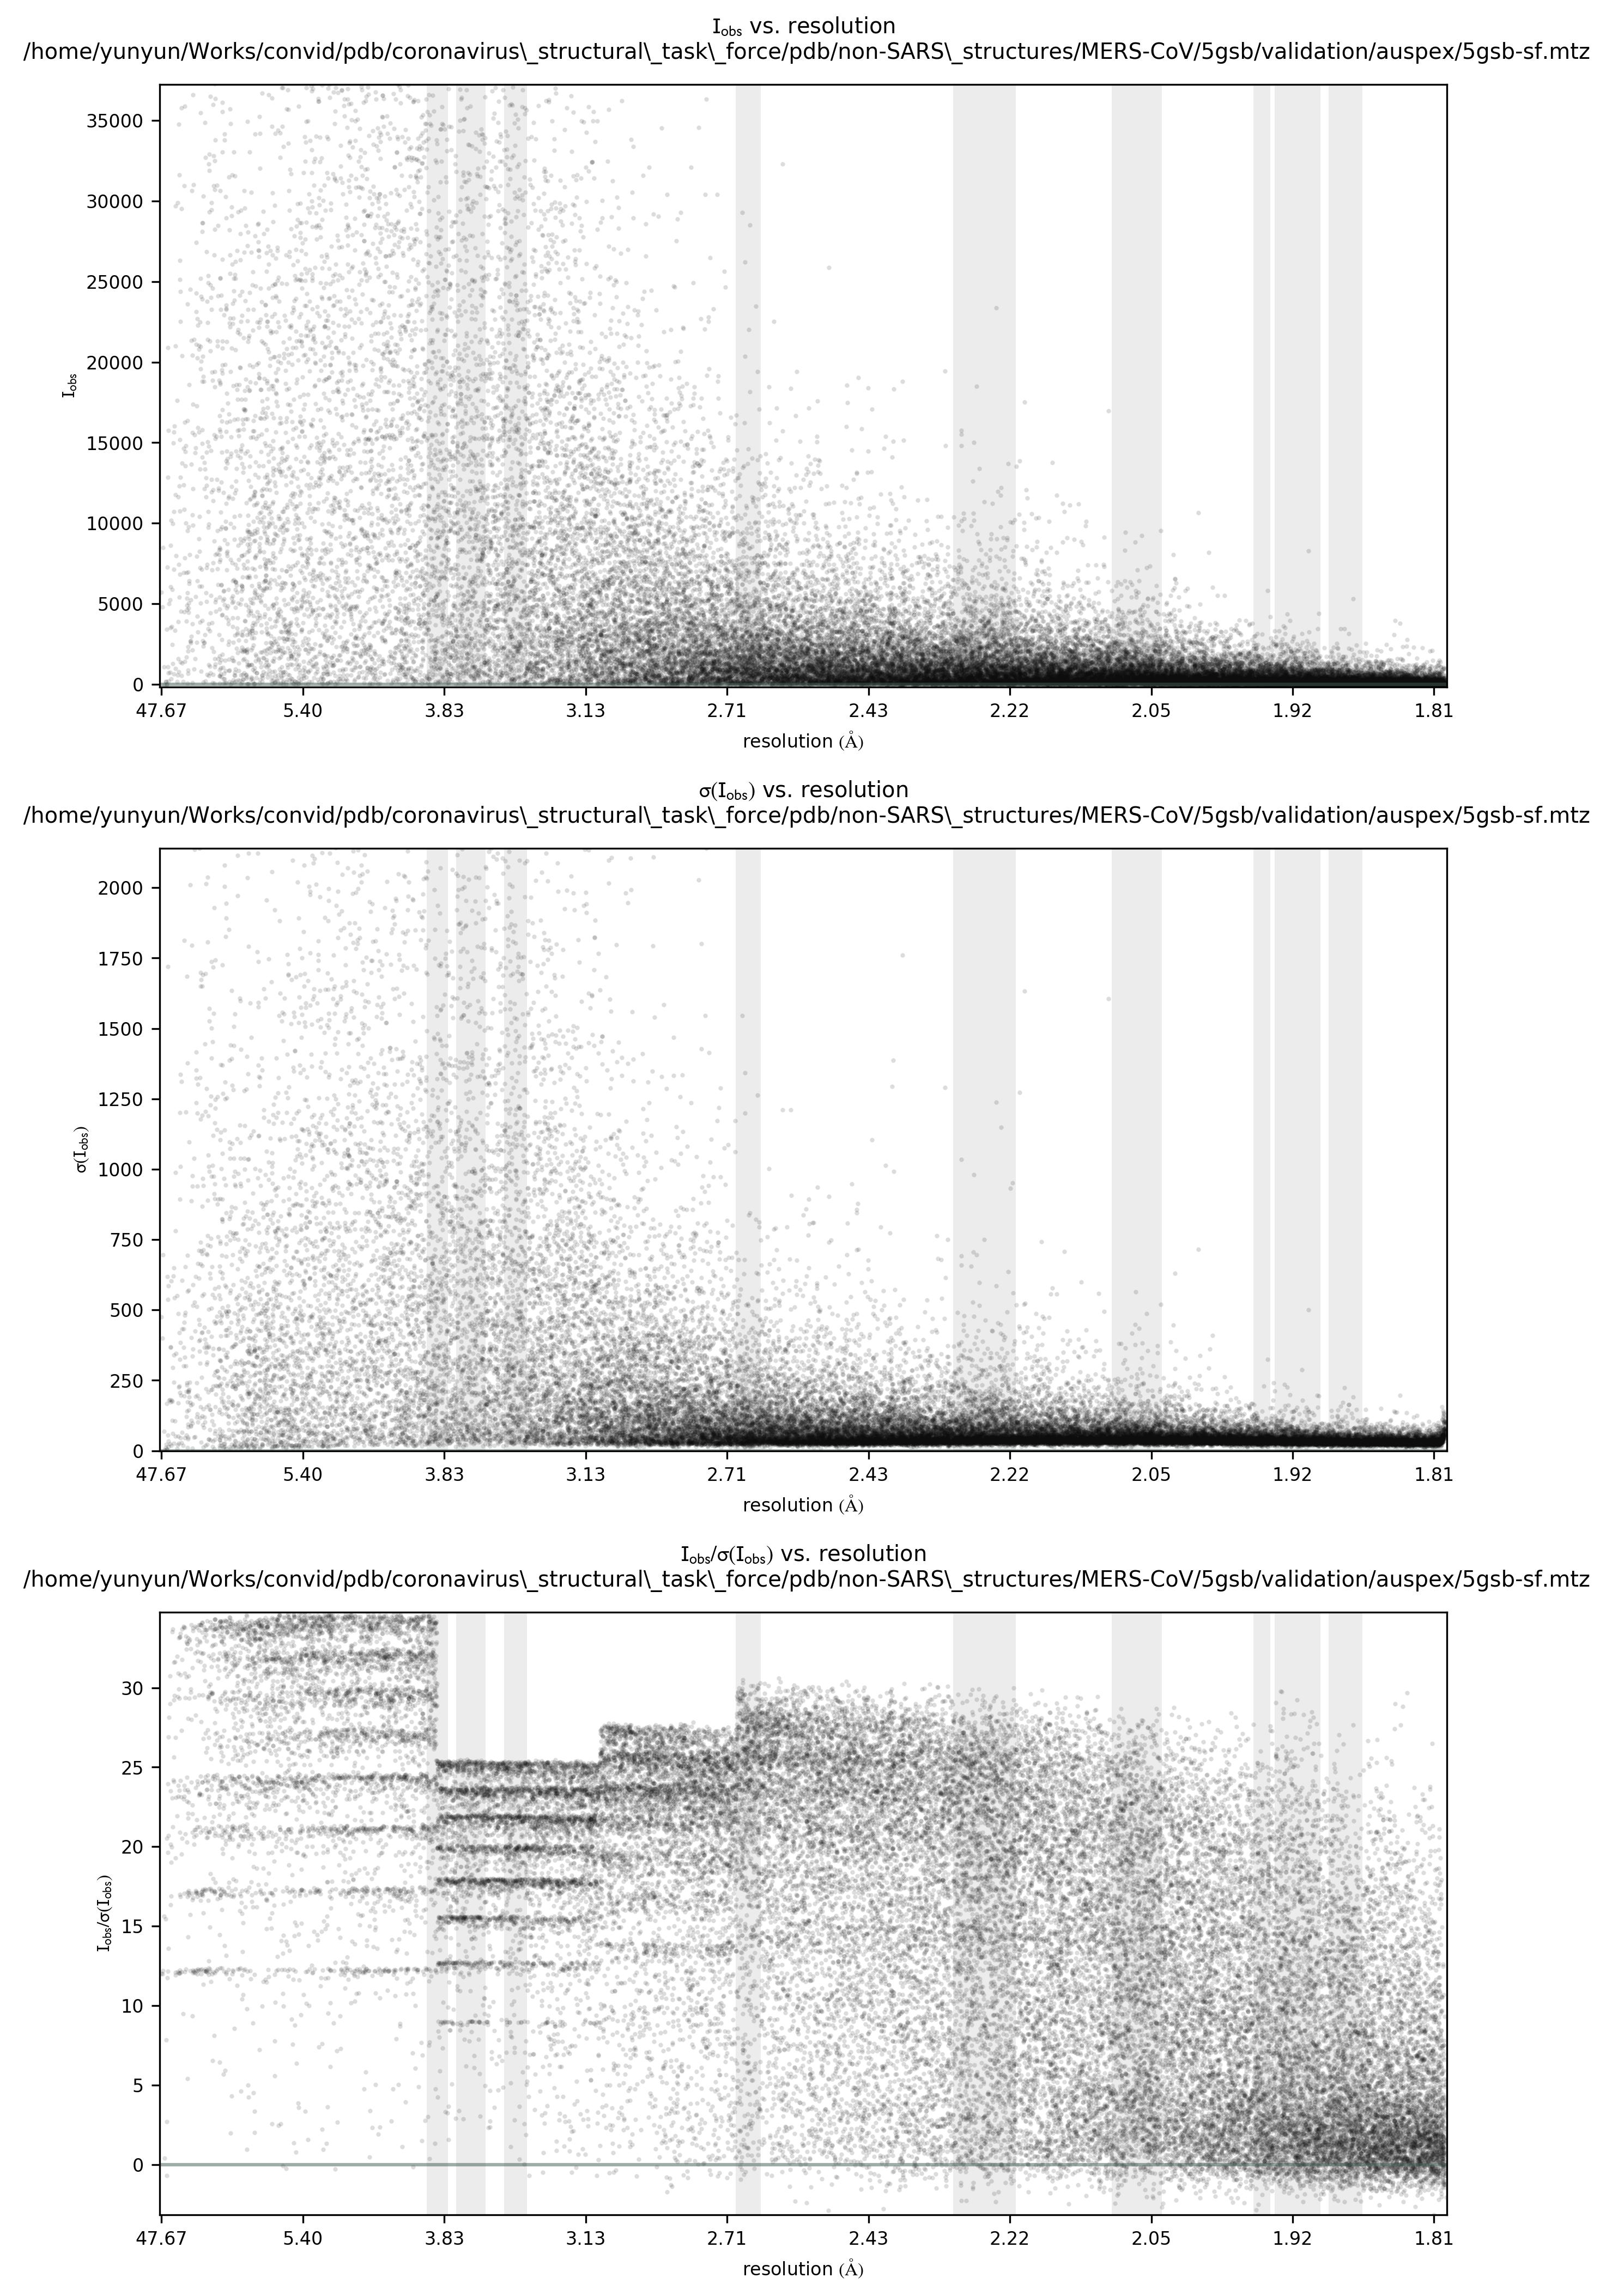 Iobs vs. resolution
/home/yunyun/Works/convid/pdb/coronavirus\_structural\_task\_force/pdb/non-SARS\_structures/MERS-CoV/5gsb/validation/auspex/5gsb-sf.mtz
Iobs
35000
30000
25000
20000
15000
10000
5000
0
47.67 5.40 3.83 3.13 2.71 2.43 2.22 2.05 1.92 1.81
resolution (Å)
σ(Iobs) vs. resolution
/home/yunyun/Works/convid/pdb/coronavirus\_structural\_task\_force/pdb/non-SARS\_structures/MERS-CoV/5gsb/validation/auspex/5gsb-sf.mtz
σ(Iobs)
2000
1750
1500
1250
1000
750
500
250
0
47.67 5.40 3.83 3.13 2.71 2.43 2.22 2.05 1.92 1.81
resolution (Å)
Iobs/σ(Iobs) vs. resolution
/home/yunyun/Works/convid/pdb/coronavirus\_structural\_task\_force/pdb/non-SARS\_structures/MERS-CoV/5gsb/validation/auspex/5gsb-sf.mtz
Iobs/σ(Iobs)
30
25
20
15
10
5
0
47.67 5.40 3.83 3.13 2.71 2.43 2.22 2.05 1.92 1.81
resolution (Å)